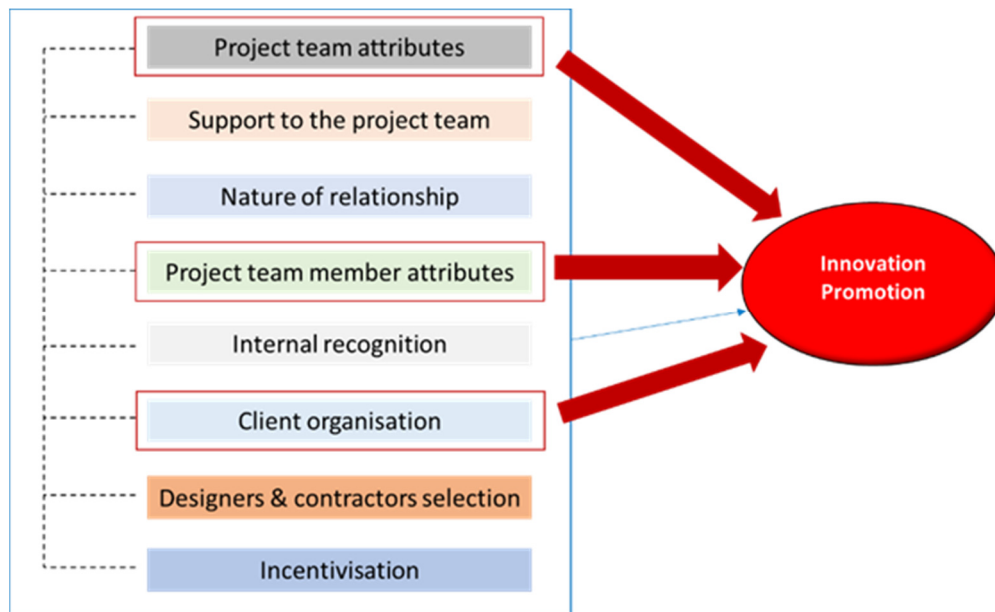 Project team attributes
Support to the project team
Nature of relationship
Project team member attributes
Internal recognition
Client organisation
Designers & contractors selection
Incentivisation
Innovation
Promotion